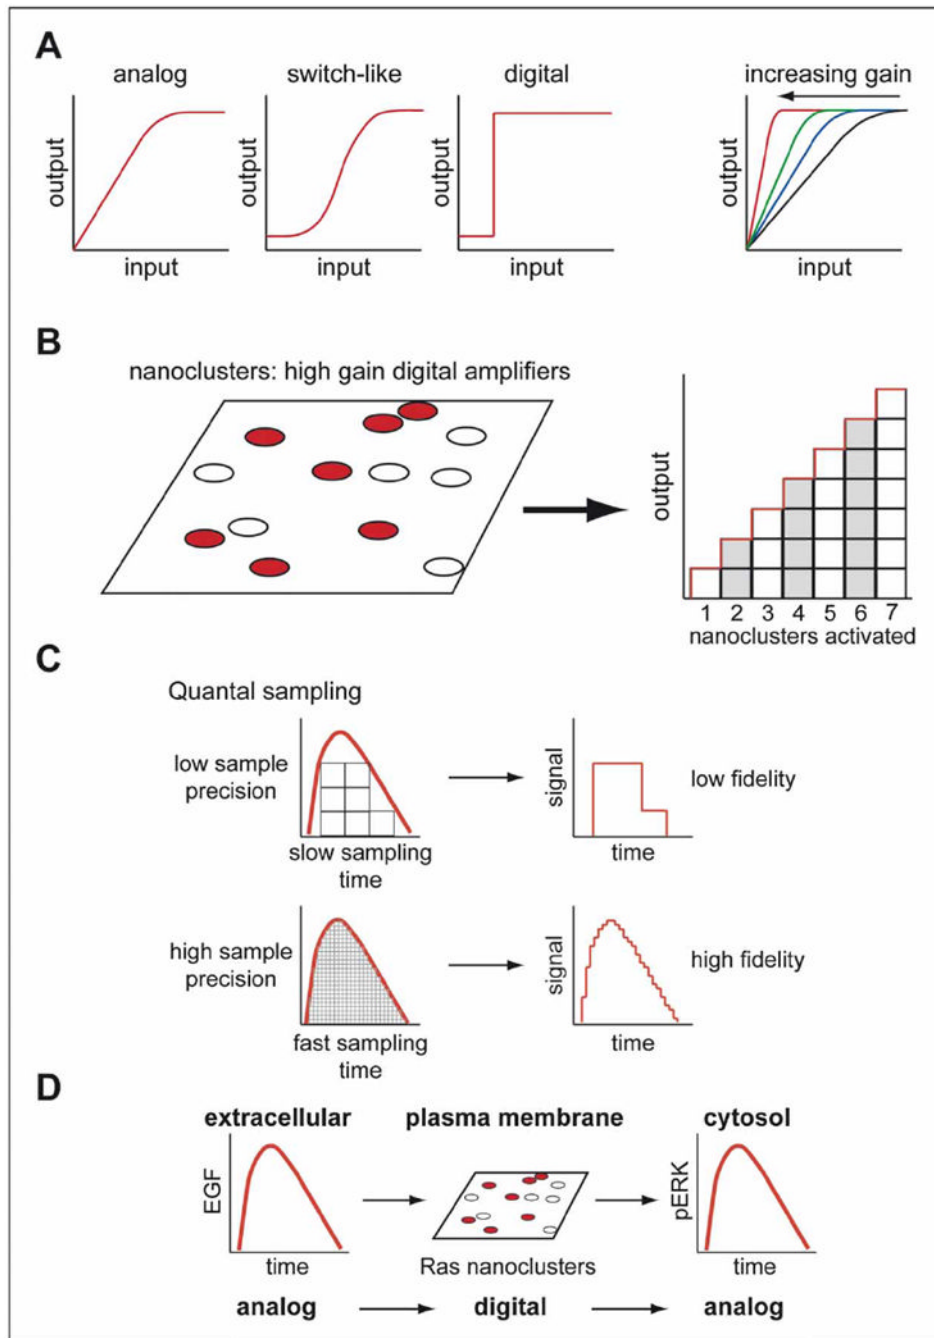 A
analog
switch-like
digital
increasing gain
output
output
output
output
input
input
input
input
B
nanoclusters: high gain digital amplifiers
output
1 2 3 4 5 6 7
nanoclusters activated
C
Quantal sampling
low sample
precision
slow sampling
time
signal
time
low fidelity
high sample
precision
fast sampling
time
signal
time
high fidelity
D
extracellular
plasma membrane
cytosol
EGF
time
Ras nanoclusters
pERK
time
analog
digital
analog